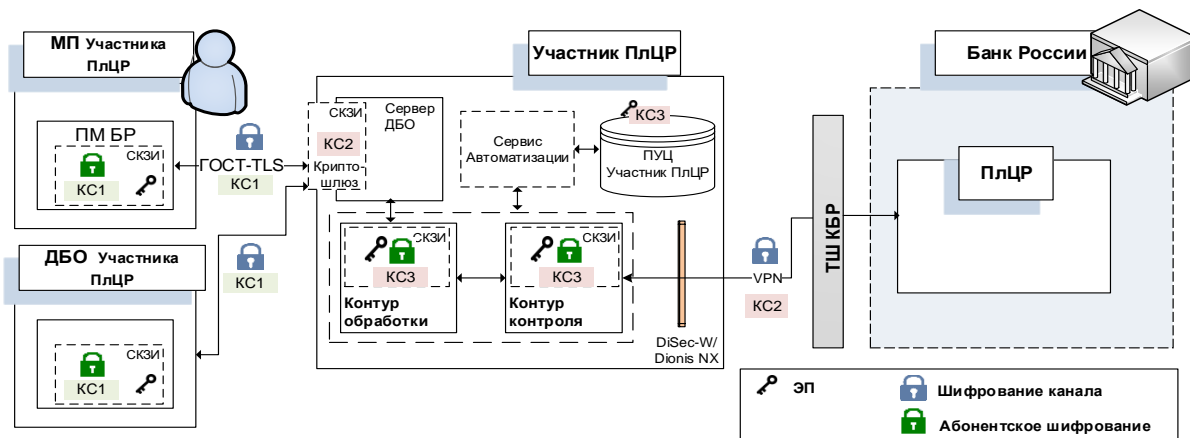 МП Участника
ПлЦР
ПМ БР
СКЗИ
КС1
ГОСТ-TLS
КС1
ДБО Участника
ПлЦР
СКЗИ
КС1
КС1
Участник ПлЦР
СКЗИ
КС2
Крипто-
шлюз
Сервер
ДБО
Сервис
Автоматизации
КС3
ПУЦ
Участник ПлЦР
СКЗИ
КС3
Контур
обработки
СКЗИ
КС3
Контур
контроля
DiSec-W/
Dionis NX
VPN
КС2
ТШ КБР
Банк России
ПлЦР
ЭП
Шифрование канала
Абонентское шифрование